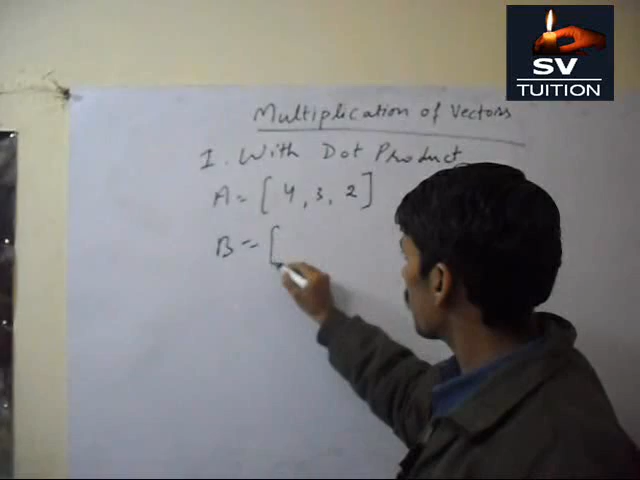 SV
TUITION
Multiplication of Vectors
I. With Dot Product
A = [ 4, 3, 2 ]
B = [